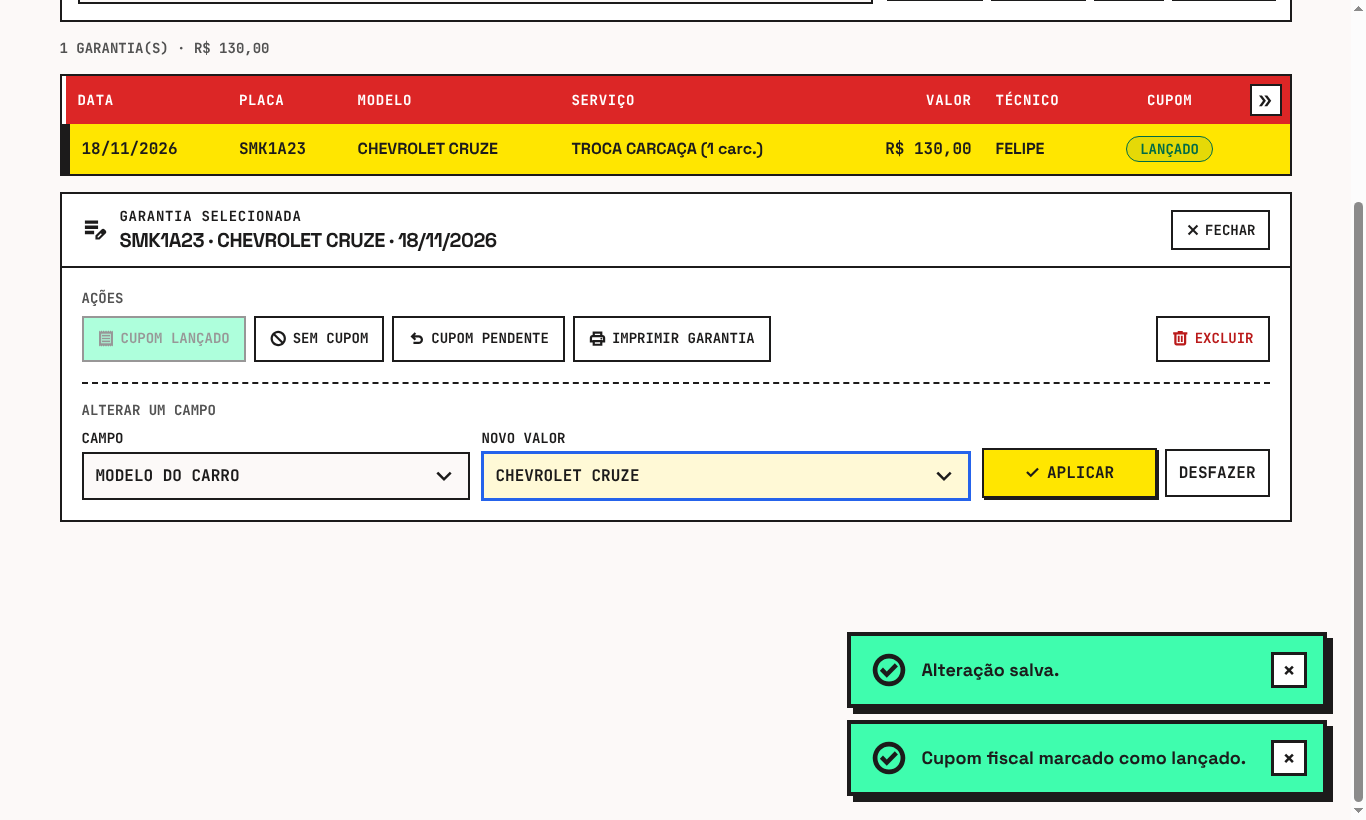 1 GARANTIA(S) · R$ 130,00
DATA PLACA MODELO SERVIÇO VALOR TÉCNICO CUPOM »
18/11/2026 SMK1A23 CHEVROLET CRUZE TROCA CARCAÇA (1 carc.) R$ 130,00 FELIPE LANÇADO
GARANTIA SELECIONADA
SMK1A23 · CHEVROLET CRUZE · 18/11/2026
FECHAR
AÇÕES
CUPOM LANÇADO SEM CUPOM CUPOM PENDENTE IMPRIMIR GARANTIA EXCLUIR
ALTERAR UM CAMPO
CAMPO NOVO VALOR
MODELO DO CARRO CHEVROLET CRUZE APLICAR DESFAZER
Alteração salva.
Cupom fiscal marcado como lançado.